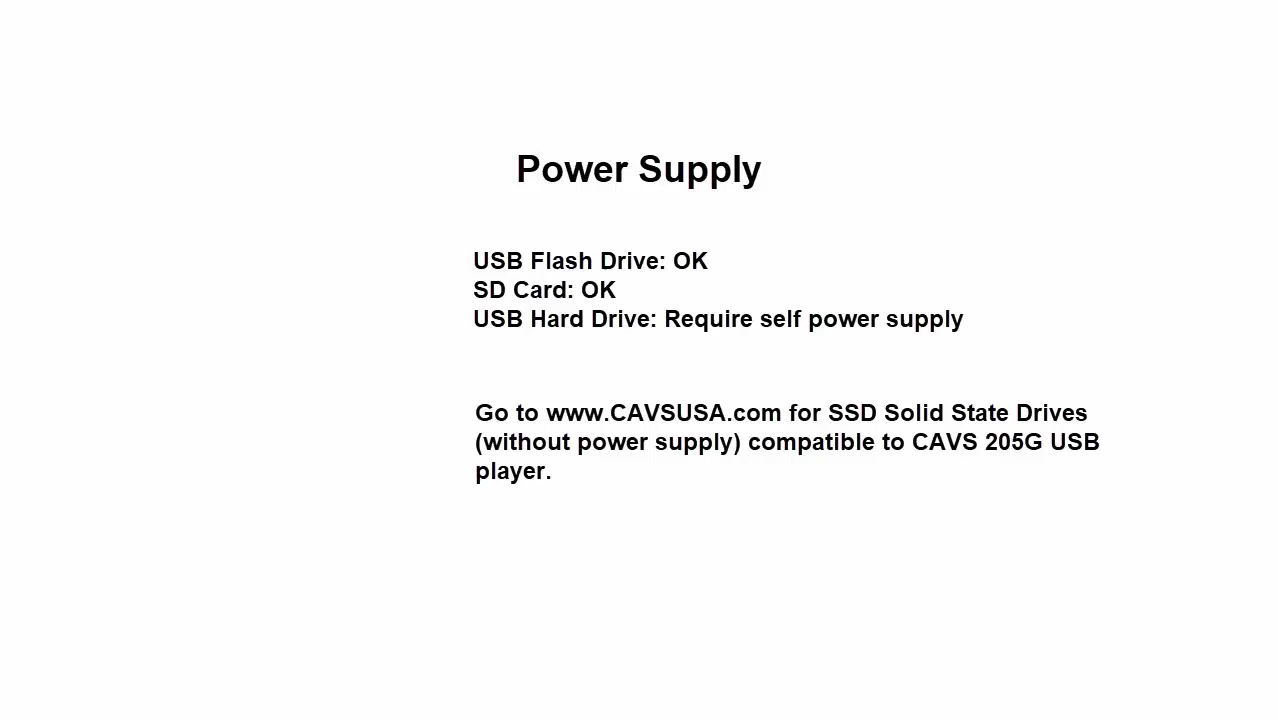 Power Supply
USB Flash Drive: OK
SD Card: OK
USB Hard Drive: Require self power supply
Go to www.CAVSUSA.com for SSD Solid State Drives
(without power supply) compatible to CAVS 205G USB
player.